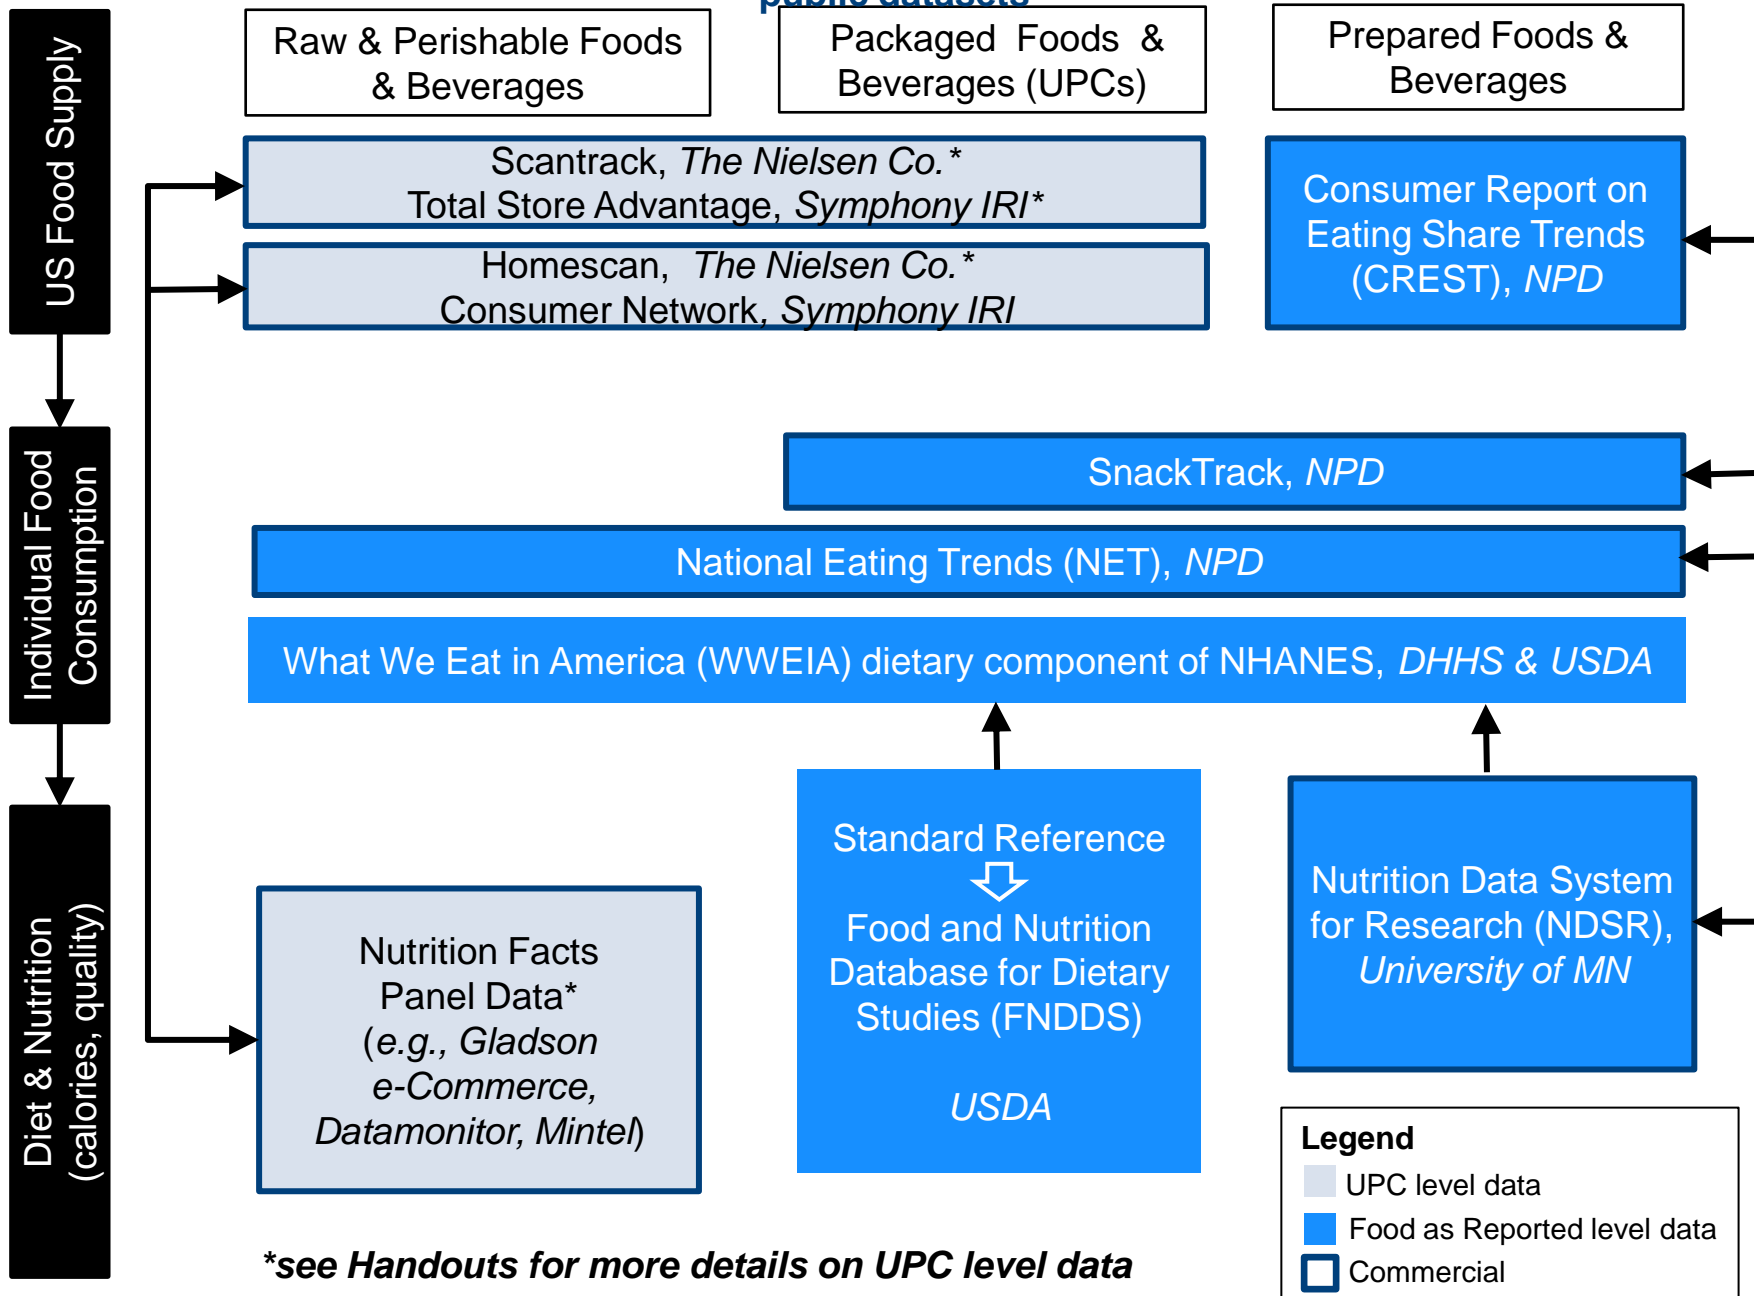 public datasets
Raw & Perishable Foods
& Beverages
Packaged Foods &
Beverages (UPCs)
Prepared Foods &
Beverages
US Food Supply
Scantrack, The Nielsen Co.*
Total Store Advantage, Symphony IRI*
Homescan, The Nielsen Co.*
Consumer Network, Symphony IRI
Consumer Report on
Eating Share Trends
(CREST), NPD
Individual Food
Consumption
SnackTrack, NPD
National Eating Trends (NET), NPD
What We Eat in America (WWEIA) dietary component of NHANES, DHHS & USDA
Diet & Nutrition
(calories, quality)
Nutrition Facts
Panel Data*
(e.g., Gladson
e-Commerce,
Datamonitor, Mintel)
Standard Reference
Food and Nutrition
Database for Dietary
Studies (FNDDS)
USDA
Nutrition Data System
for Research (NDSR),
University of MN
Legend
UPC level data
Food as Reported level data
Commercial
*see Handouts for more details on UPC level data